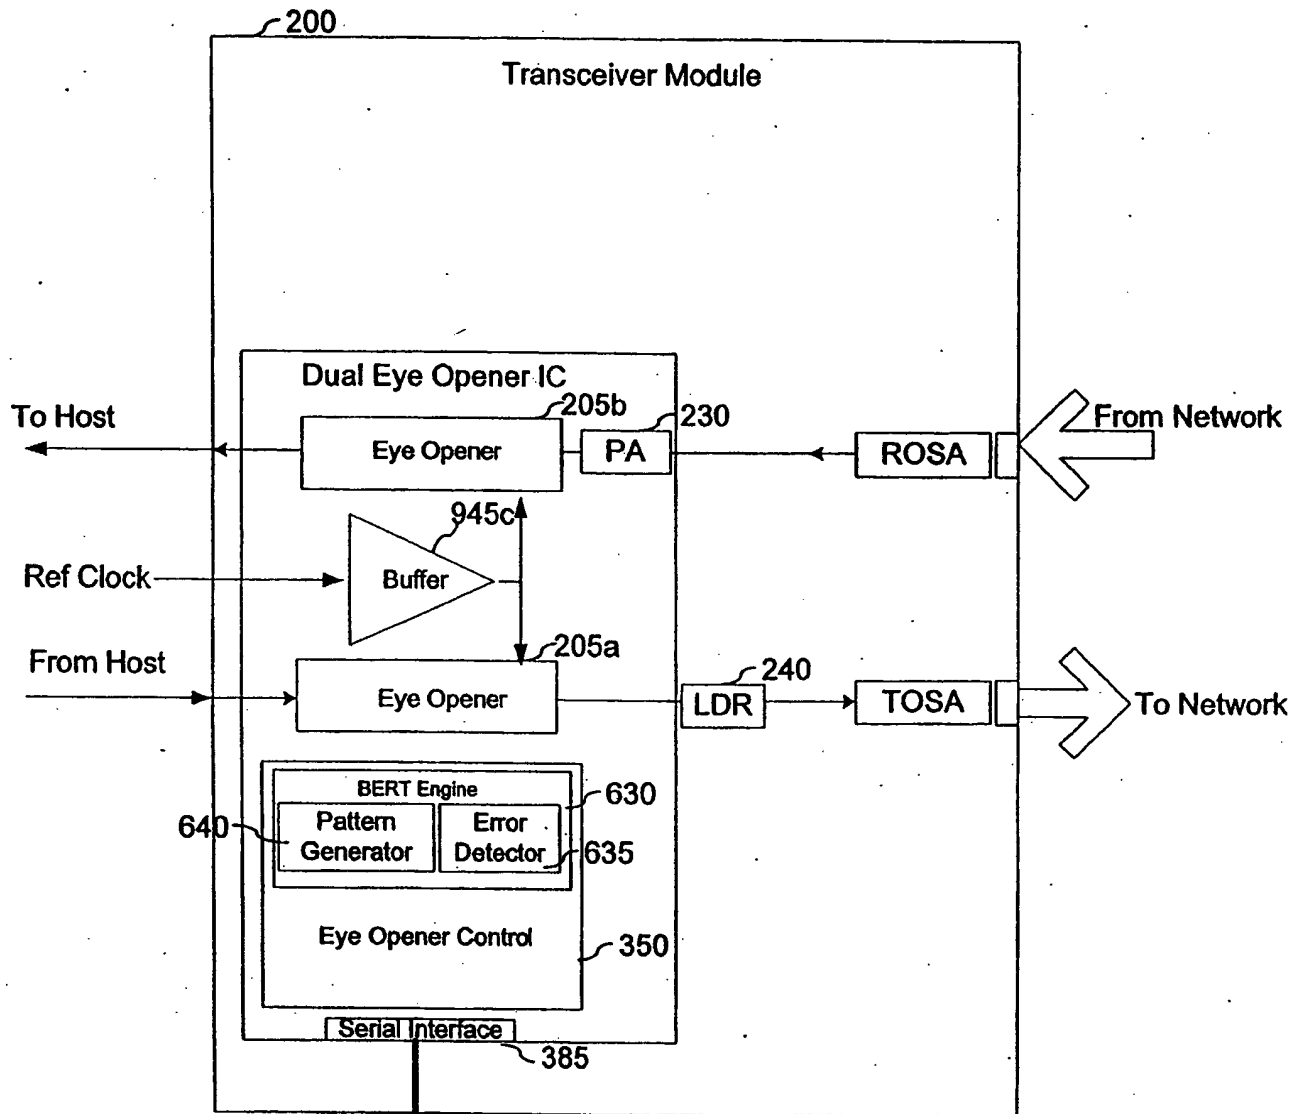 200
Transceiver Module
Dual Eye Opener IC
To Host
205b
230
From Network
Eye Opener
PA
ROSA
945c
Ref Clock
Buffer
From Host
205a
240
Eye Opener
LDR
TOSA
To Network
BERT Engine
630
640
Pattern
Generator
Error
Detector
635
Eye Opener Control
350
Serial Interface
385